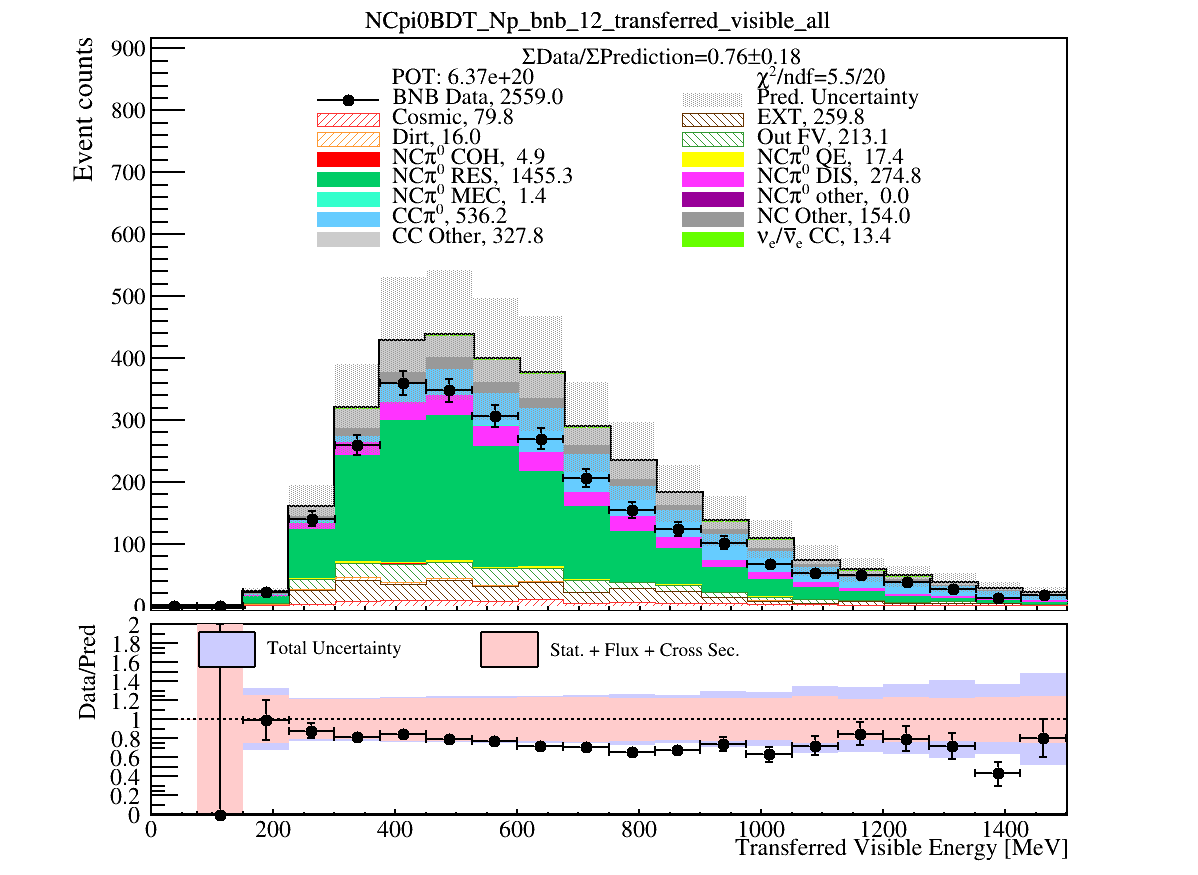 NCpi0BDT_Np_bnb_12_transferred_visible_all
ΣData/ΣPrediction=0.76±0.18
POT: 6.37e+20
χ²/ndf=5.5/20
BNB Data, 2559.0
Pred. Uncertainty
Cosmic, 79.8
EXT, 259.8
Dirt, 16.0
Out FV, 213.1
NCπ⁰ COH, 4.9
NCπ⁰ QE, 17.4
NCπ⁰ RES, 1455.3
NCπ⁰ DIS, 274.8
NCπ⁰ MEC, 1.4
NCπ⁰ other, 0.0
CCπ⁰, 536.2
NC Other, 154.0
CC Other, 327.8
νₑ/ν̅ₑ CC, 13.4
Event counts
900
800
700
600
500
400
300
200
100
0
Total Uncertainty
Stat. + Flux + Cross Sec.
Data/Pred
2
1.8
1.6
1.4
1.2
1
0.8
0.6
0.4
0.2
0
0 200 400 600 800 1000 1200 1400
Transferred Visible Energy [MeV]